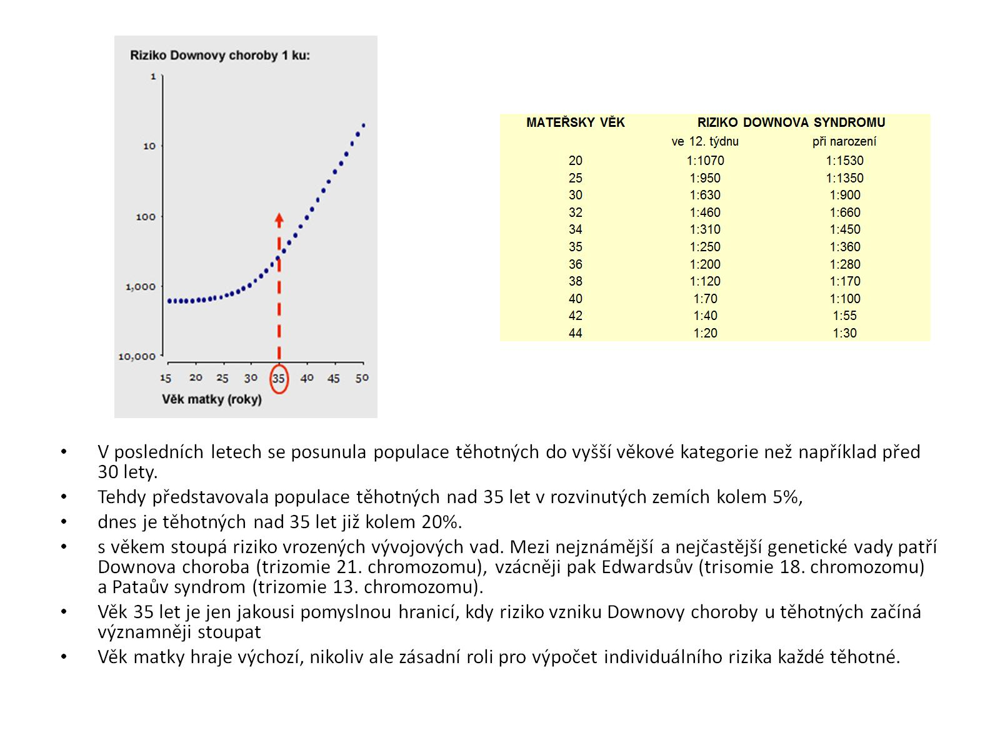 Riziko Downovy choroby 1 ku:
1
10
100
1,000
10,000
15 20 25 30 35 40 45 50
Věk matky (roky)
MATEŘSKY VĚK RIZIKO DOWNOVA SYNDROMU
ve 12. týdnu při narození
20 1:1070 1:1530
25 1:950 1:1350
30 1:630 1:900
32 1:460 1:660
34 1:310 1:450
35 1:250 1:360
36 1:200 1:280
38 1:120 1:170
40 1:70 1:100
42 1:40 1:55
44 1:20 1:30
• V posledních letech se posunula populace těhotných do vyšší věkové kategorie než například před
30 lety.
• Tehdy představovala populace těhotných nad 35 let v rozvinutých zemích kolem 5%,
• dnes je těhotných nad 35 let již kolem 20%.
• s věkem stoupá riziko vrozených vývojových vad. Mezi nejznámější a nejčastější genetické vady patří
Downova choroba (trizomie 21. chromozomu), vzácněji pak Edwardsův (trisomie 18. chromozomu)
a Pataův syndrom (trizomie 13. chromozomu).
• Věk 35 let je jen jakousi pomyslnou hranicí, kdy riziko vzniku Downovy choroby u těhotných začíná
významněji stoupat
• Věk matky hraje výchozí, nikoliv ale zásadní roli pro výpočet individuálního rizika každé těhotné.